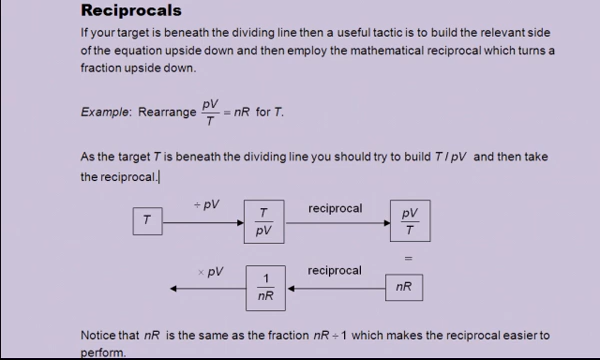 Reciprocals
If your target is beneath the dividing line then a useful tactic is to build the relevant side
of the equation upside down and then employ the mathematical reciprocal which turns a
fraction upside down.
Example: Rearrange pV/T = nR for T.
As the target T is beneath the dividing line you should try to build T / pV and then take
the reciprocal.
T ÷ pV T/pV reciprocal pV/T
=
× pV 1/nR reciprocal nR
Notice that nR is the same as the fraction nR ÷ 1 which makes the reciprocal easier to
perform.